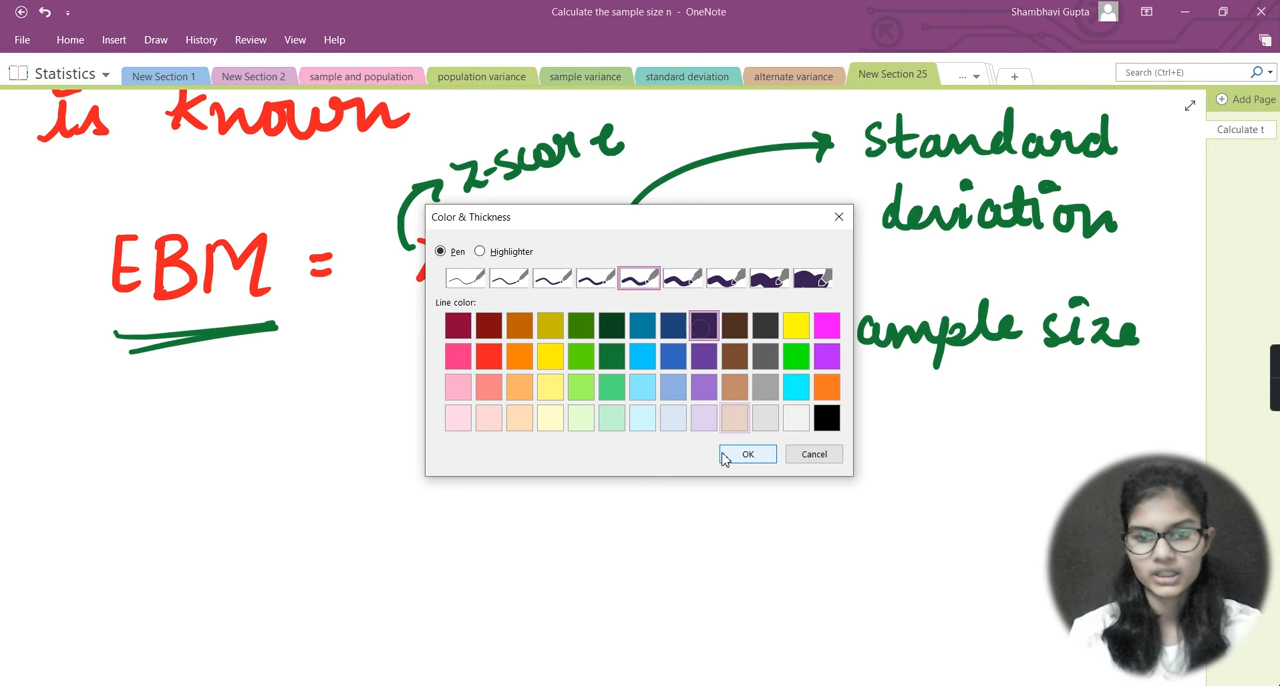 Calculate the sample size n - OneNote
Shambhavi Gupta
File Home Insert Draw History Review View Help
Statistics
New Section 1 New Section 2 sample and population population variance sample variance standard deviation alternate variance New Section 25 ...
Search (Ctrl+E)
Add Page
Calculate t
is known
z-score
standard
deviation
EBM =
ample size
Color & Thickness
Pen Highlighter
Line color:
OK Cancel